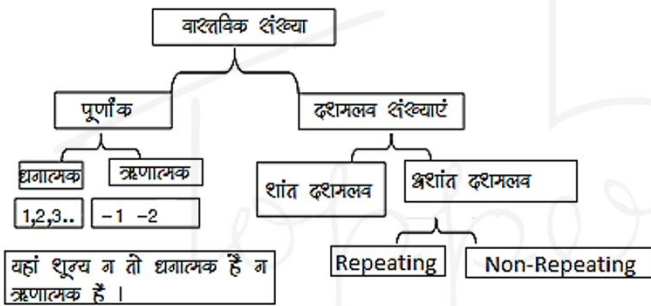 वास्तविक संख्या
पूर्णांक
दशमलव संख्याएं
धनात्मक
ऋणात्मक
शांत दशमलव
अशांत दशमलव
1,2,3..
-1 -2
Repeating
Non-Repeating
यहां शून्य न तो धनात्मक है न
ऋणात्मक है ।